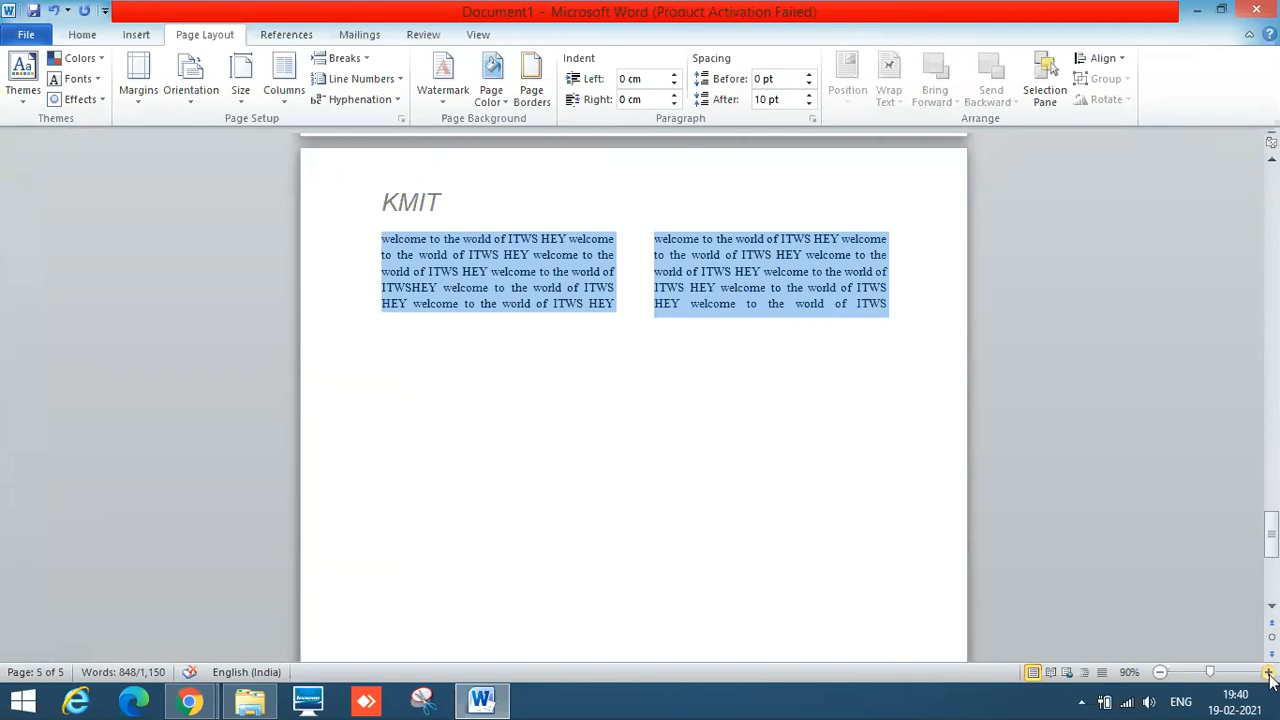 Document1 - Microsoft Word (Product Activation Failed)
File Home Insert Page Layout References Mailings Review View
Themes
Colors
Fonts
Effects
Themes
Margins
Orientation
Size
Columns
Breaks
Line Numbers
Hyphenation
Page Setup
Watermark
Page Color
Page Borders
Page Background
Indent
Left: 0 cm
Right: 0 cm
Spacing
Before: 0 pt
After: 10 pt
Paragraph
Position
Wrap Text
Bring Forward
Send Backward
Selection Pane
Align
Group
Rotate
Arrange
KMIT
welcome to the world of ITWS HEY welcome
to the world of ITWS HEY welcome to the
world of ITWS HEY welcome to the world of
ITWSHEY welcome to the world of ITWS
HEY welcome to the world of ITWS HEY
welcome to the world of ITWS HEY welcome
to the world of ITWS HEY welcome to the
world of ITWS HEY welcome to the world of
ITWS HEY welcome to the world of ITWS
HEY welcome to the world of ITWS
Page: 5 of 5 Words: 848/1,150 English (India) 90%
ENG
19:40
19-02-2021